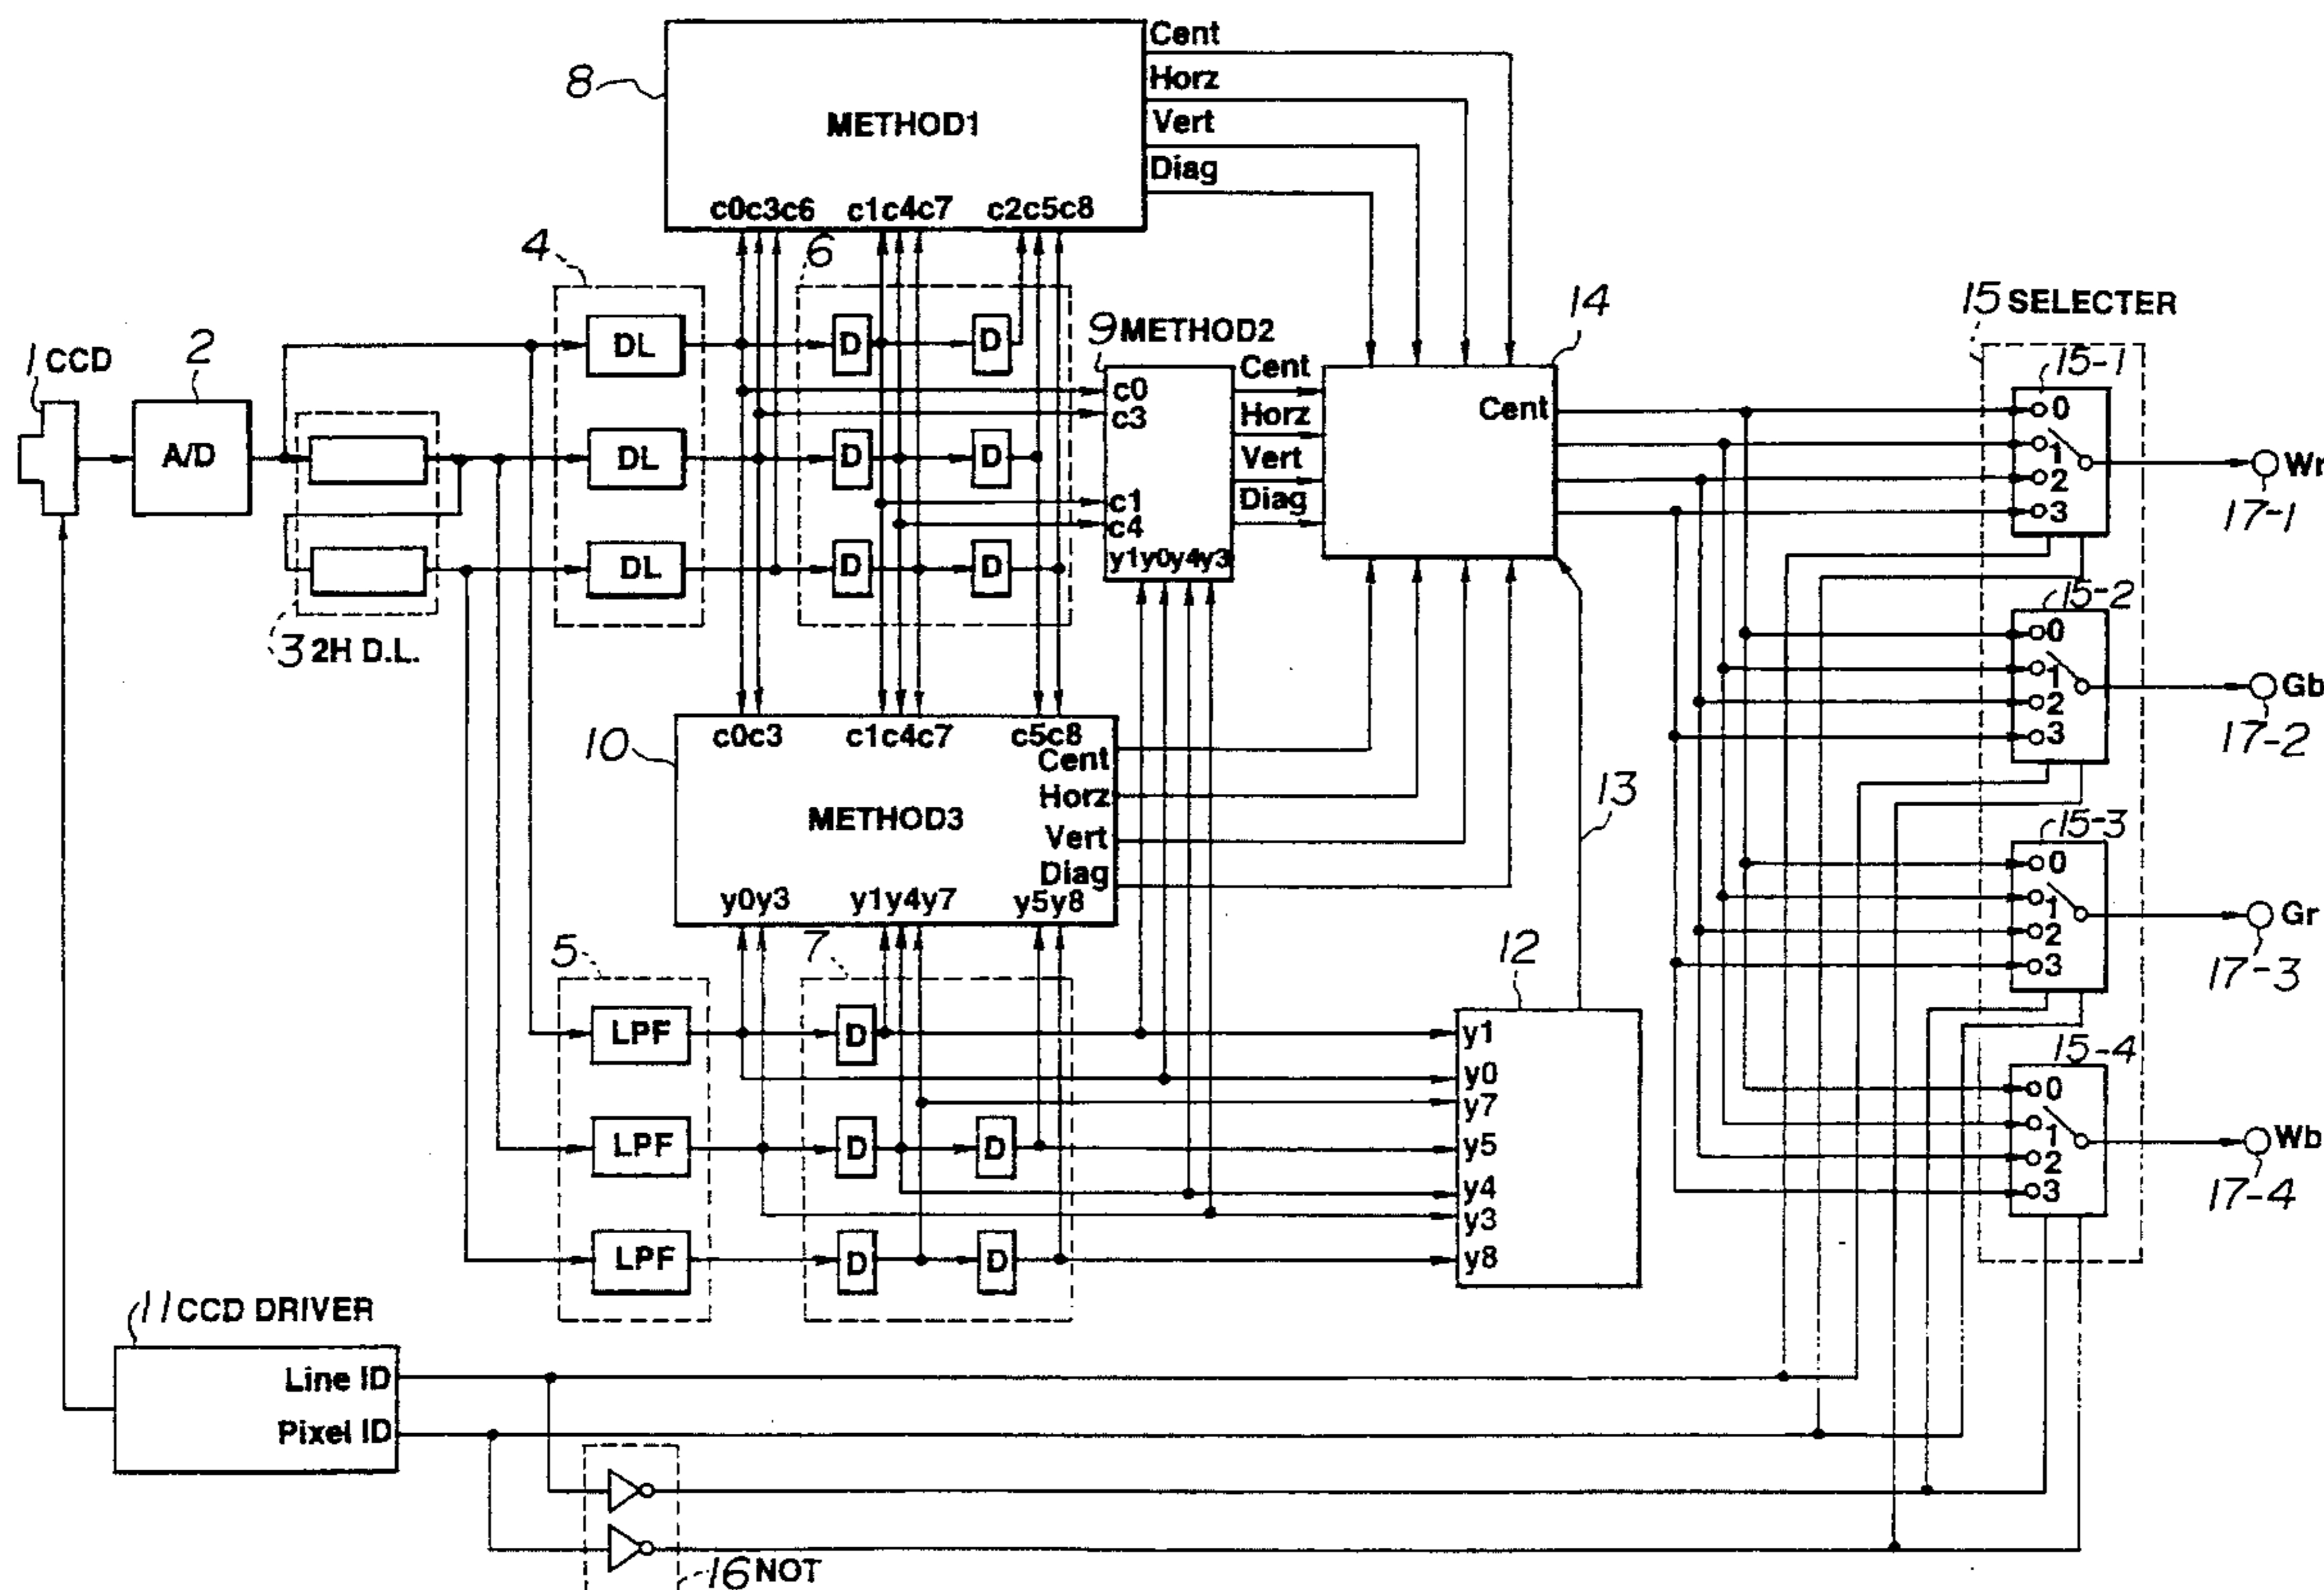 Cent
Horz
8
METHOD1
Vert
Diag
c0c3c6 c1c4c7 c2c5c8
4
6
14
15 SELECTER
9 METHOD2
1 CCD
2
DL
D
D
Cent
c0
c3
Horz
Cent
15-1
0
1
2
3
Wr
17-1
A/D
DL
D
D
Vert
c1
c4
Diag
DL
D
D
y1y0y4y3
3 2H D.L.
15-2
0
1
2
3
Gb
17-2
10
c0c3 c1c4c7 c5c8
Cent
Horz
METHOD3
Vert
Diag
y0y3 y1y4y7 y5y8
13
15-3
0
1
2
3
Gr
17-3
5
7
12
LPF
D
y1
y0
y7
LPF
D
D
y5
y4
y3
LPF
D
D
y8
15-4
0
1
2
3
Wb
17-4
11 CCD DRIVER
Line ID
Pixel ID
16 NOT